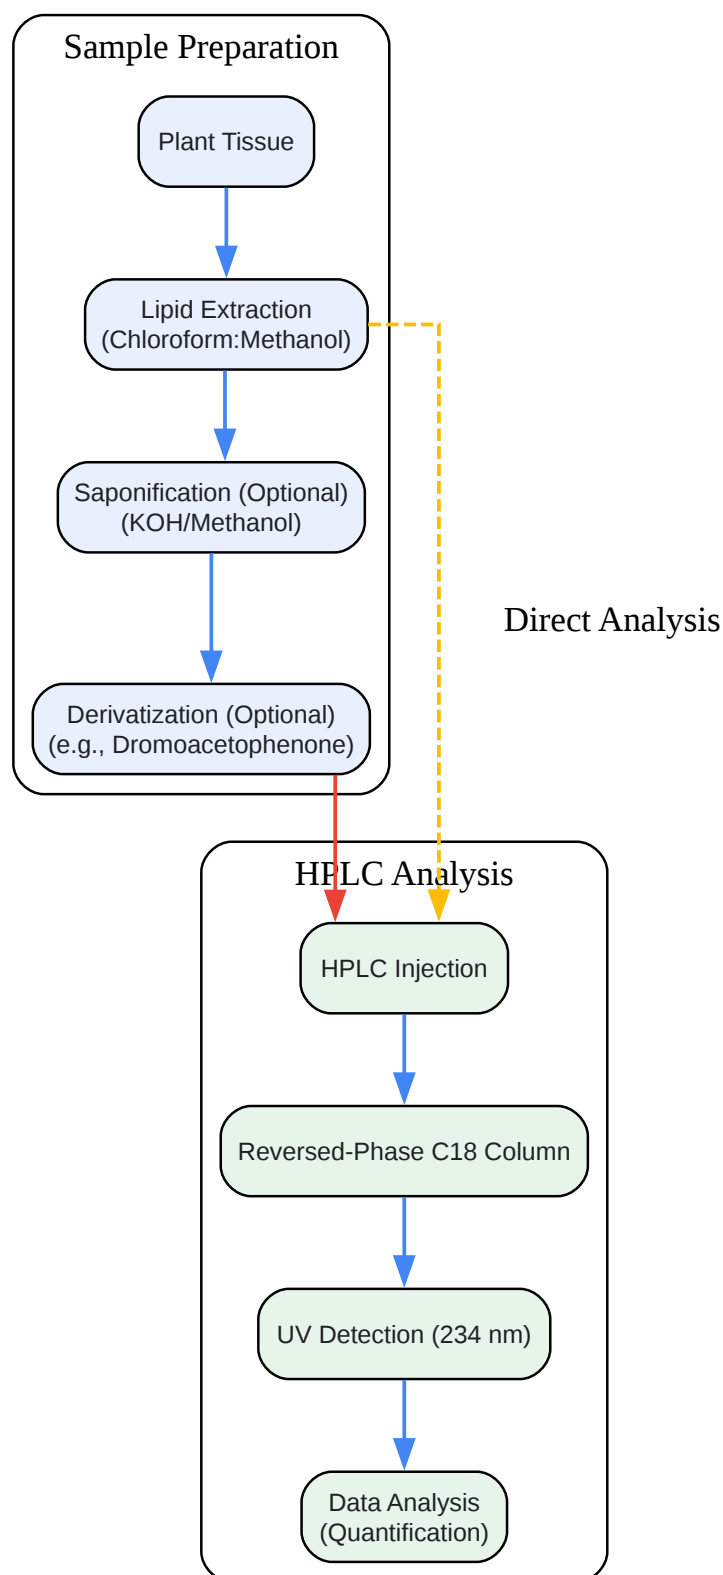 Sample Preparation
Plant Tissue
Lipid Extraction
(Chloroform:Methanol)
Saponification (Optional)
(KOH/Methanol)
Direct Analysis
Derivatization (Optional)
(e.g., Dromoacetophenone)
HPLC Analysis
HPLC Injection
Reversed-Phase C18 Column
UV Detection (234 nm)
Data Analysis
(Quantification)